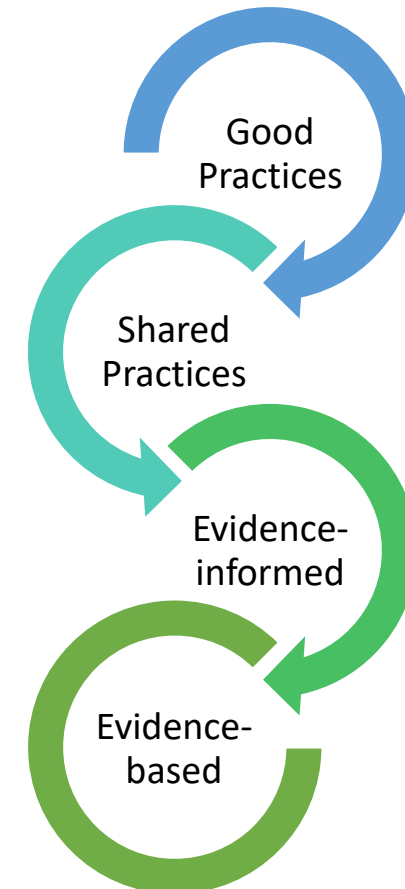 Good
Practices
Shared
Practices
Evidence-
informed
Evidence-
based